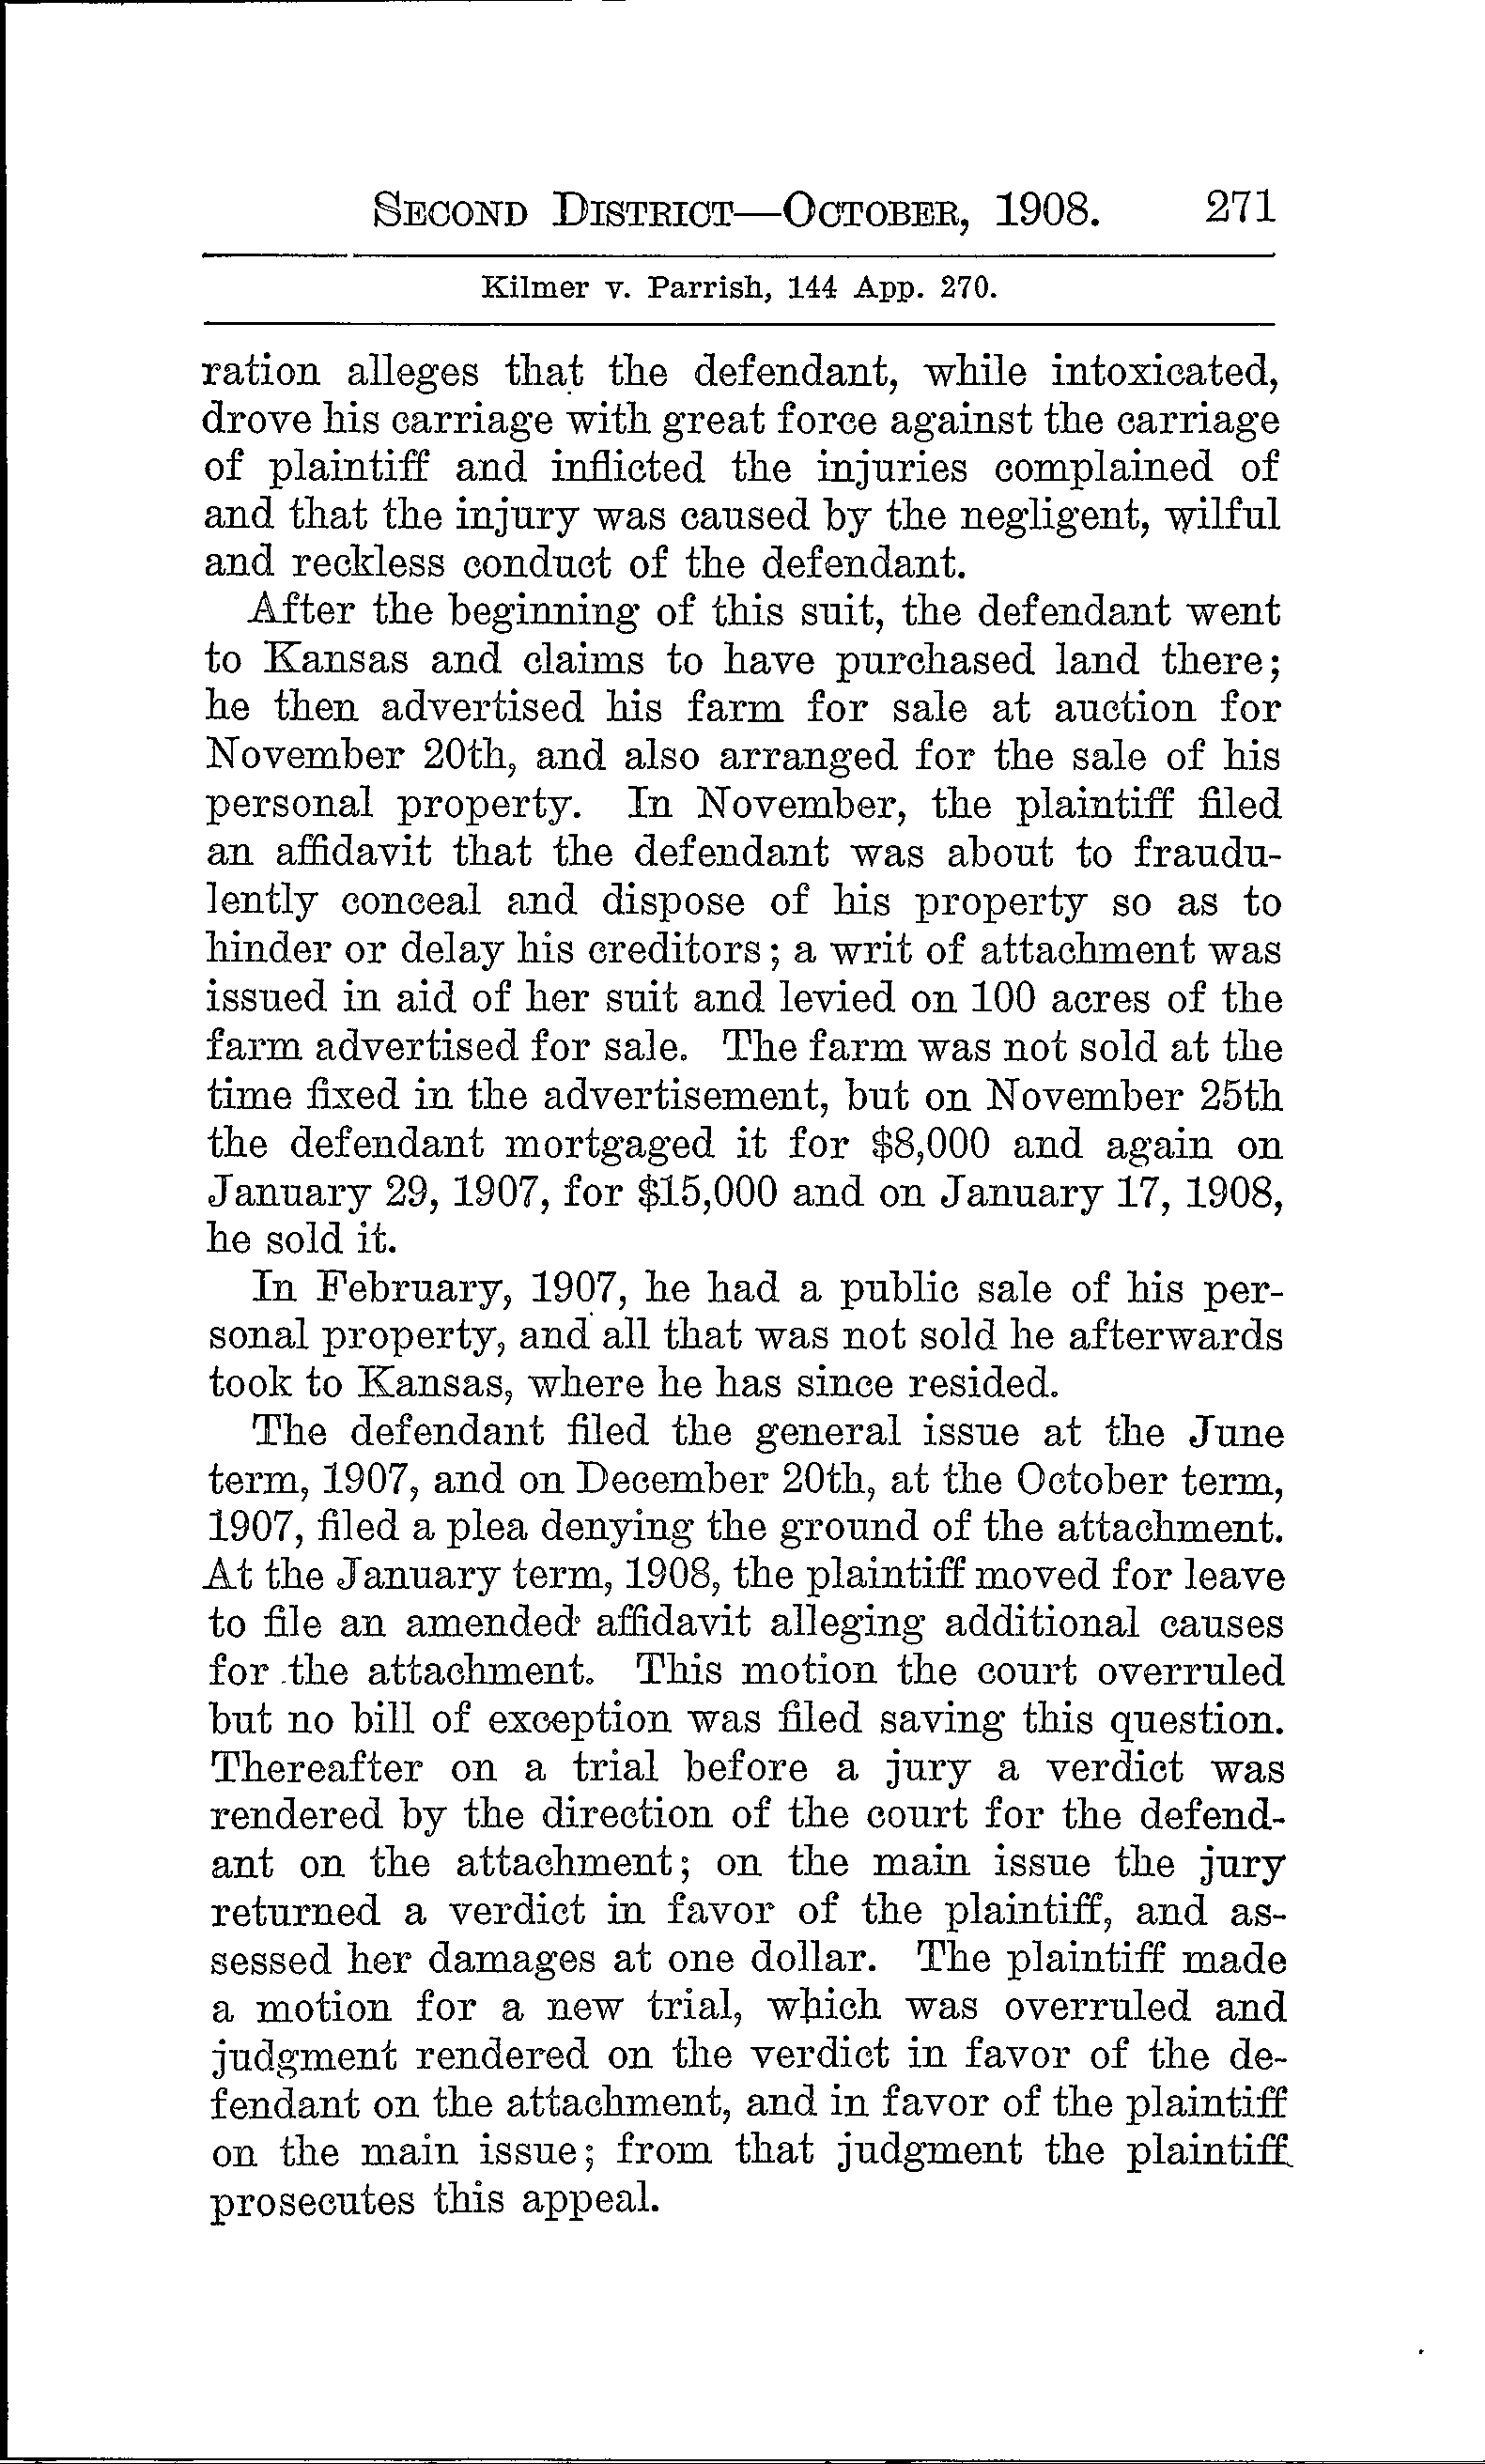 SECOND DISTRICT—OCTOBER, 1908. 271
Kilmer v. Parrish, 144 App. 270.
ration alleges that the defendant, while intoxicated,
drove his carriage with great force against the carriage
of plaintiff and inflicted the injuries complained of
and that the injury was caused by the negligent, wilful
and reckless conduct of the defendant.
After the beginning of this suit, the defendant went
to Kansas and claims to have purchased land there;
he then advertised his farm for sale at auction for
November 20th, and also arranged for the sale of his
personal property. In November, the plaintiff filed
an affidavit that the defendant was about to fraudu-
lently conceal and dispose of his property so as to
hinder or delay his creditors; a writ of attachment was
issued in aid of her suit and levied on 100 acres of the
farm advertised for sale. The farm was not sold at the
time fixed in the advertisement, but on November 25th
the defendant mortgaged it for $8,000 and again on
January 29, 1907, for $15,000 and on January 17, 1908,
he sold it.
In February, 1907, he had a public sale of his per-
sonal property, and all that was not sold he afterwards
took to Kansas, where he has since resided.
The defendant filed the general issue at the June
term, 1907, and on December 20th, at the October term,
1907, filed a plea denying the ground of the attachment.
At the January term, 1908, the plaintiff moved for leave
to file an amended affidavit alleging additional causes
for the attachment. This motion the court overruled
but no bill of exception was filed saving this question.
Thereafter on a trial before a jury a verdict was
rendered by the direction of the court for the defend-
ant on the attachment; on the main issue the jury
returned a verdict in favor of the plaintiff, and as-
sessed her damages at one dollar. The plaintiff made
a motion for a new trial, which was overruled and
judgment rendered on the verdict in favor of the de-
fendant on the attachment, and in favor of the plaintiff
on the main issue; from that judgment the plaintiff
prosecutes this appeal.